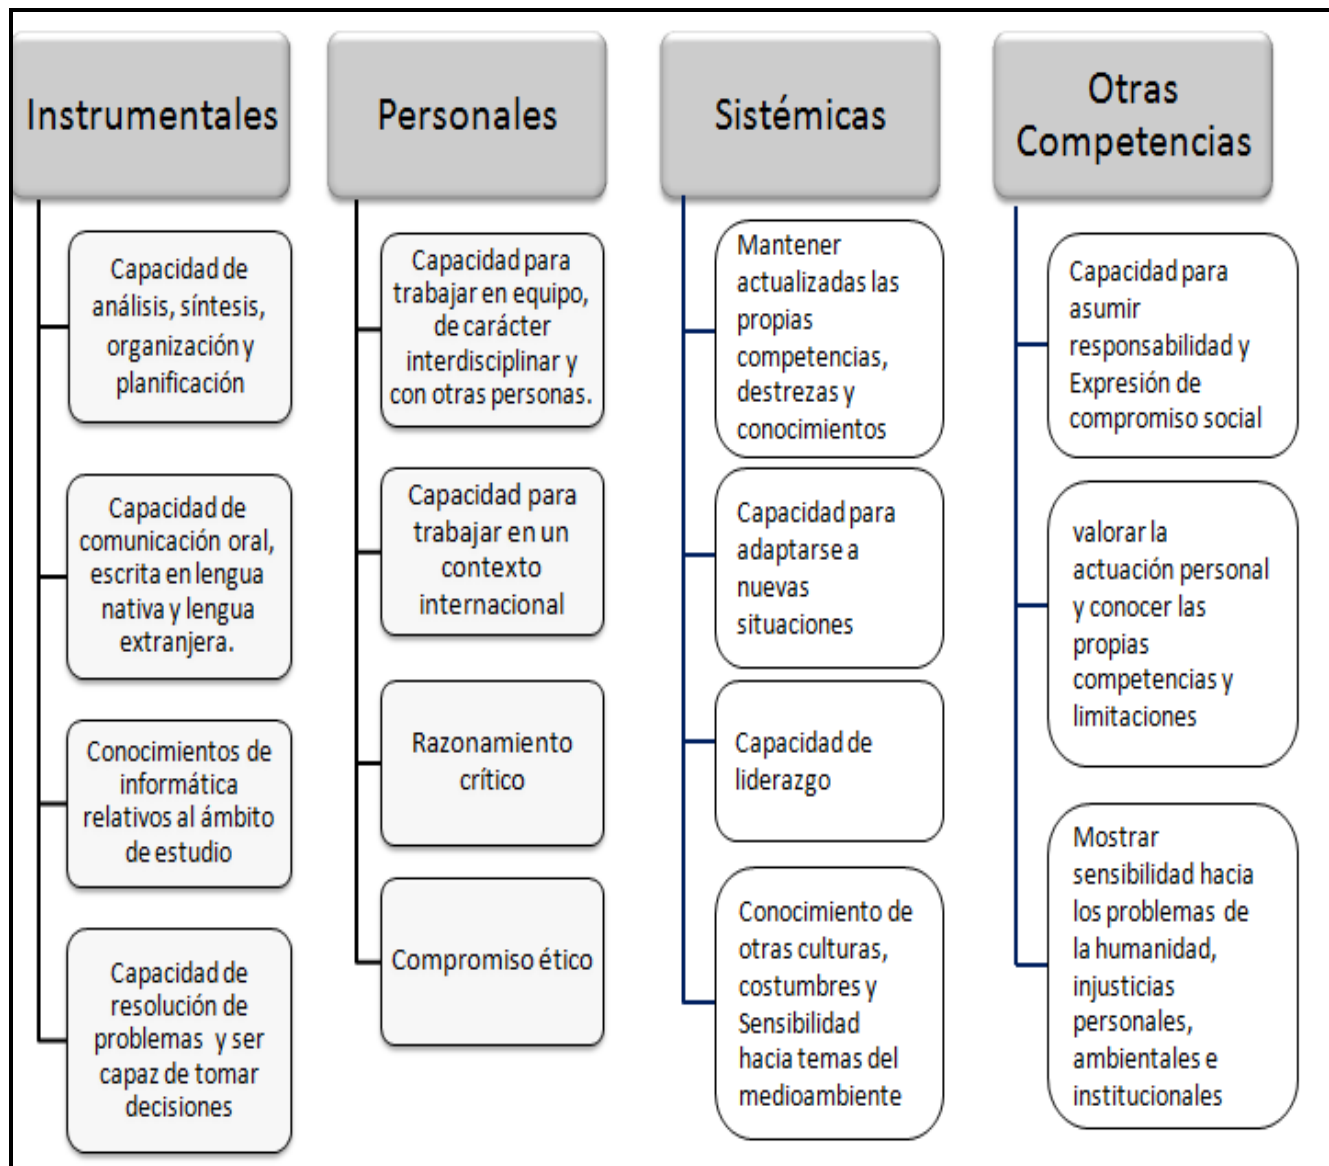 Instrumentales
Capacidad de
análisis, síntesis,
organización y
planificación
Capacidad de
comunicación oral,
escrita en lengua
nativa y lengua
extranjera.
Conocimientos de
informática
relativos al ámbito
de estudio
Capacidad de
resolución de
problemas y ser
capaz de tomar
decisiones
Personales
Capacidad para
trabajar en equipo,
de carácter
interdisciplinar y
con otras personas.
Capacidad para
trabajar en un
contexto
internacional
Razonamiento
crítico
Compromiso ético
Sistémicas
Mantener
actualizadas las
propias
competencias,
destrezas y
conocimientos
Capacidad para
adaptarse a
nuevas
situaciones
Capacidad de
liderazgo
Conocimiento de
otras culturas,
costumbres y
Sensibilidad
hacia temas del
medioambiente
Otras
Competencias
Capacidad para
asumir
responsabilidad y
Expresión de
compromiso social
valorar la
actuación personal
y conocer las
propias
competencias y
limitaciones
Mostrar
sensibilidad hacia
los problemas de
la humanidad,
injusticias
personales,
ambientales e
institucionales